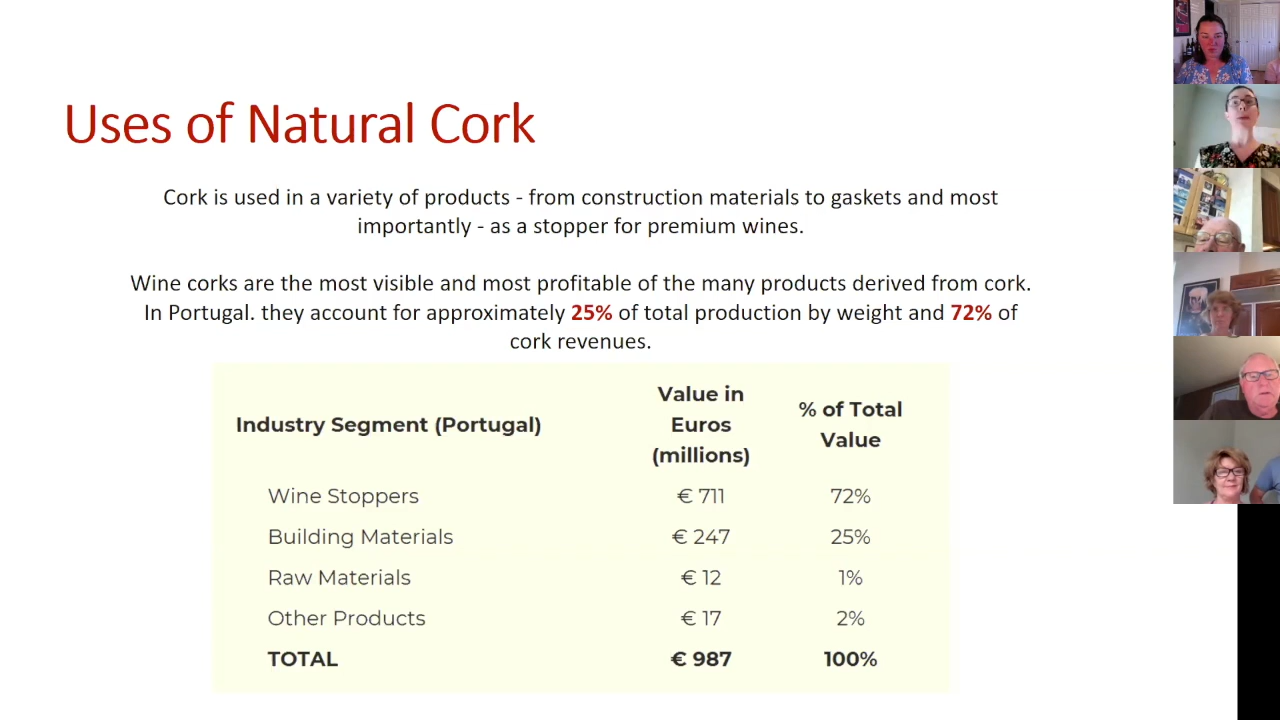 Uses of Natural Cork
Cork is used in a variety of products - from construction materials to gaskets and most
importantly - as a stopper for premium wines.
Wine corks are the most visible and most profitable of the many products derived from cork.
In Portugal. they account for approximately 25% of total production by weight and 72% of
cork revenues.
Industry Segment (Portugal) Value in Euros (millions) % of Total Value
Wine Stoppers € 711 72%
Building Materials € 247 25%
Raw Materials € 12 1%
Other Products € 17 2%
TOTAL € 987 100%